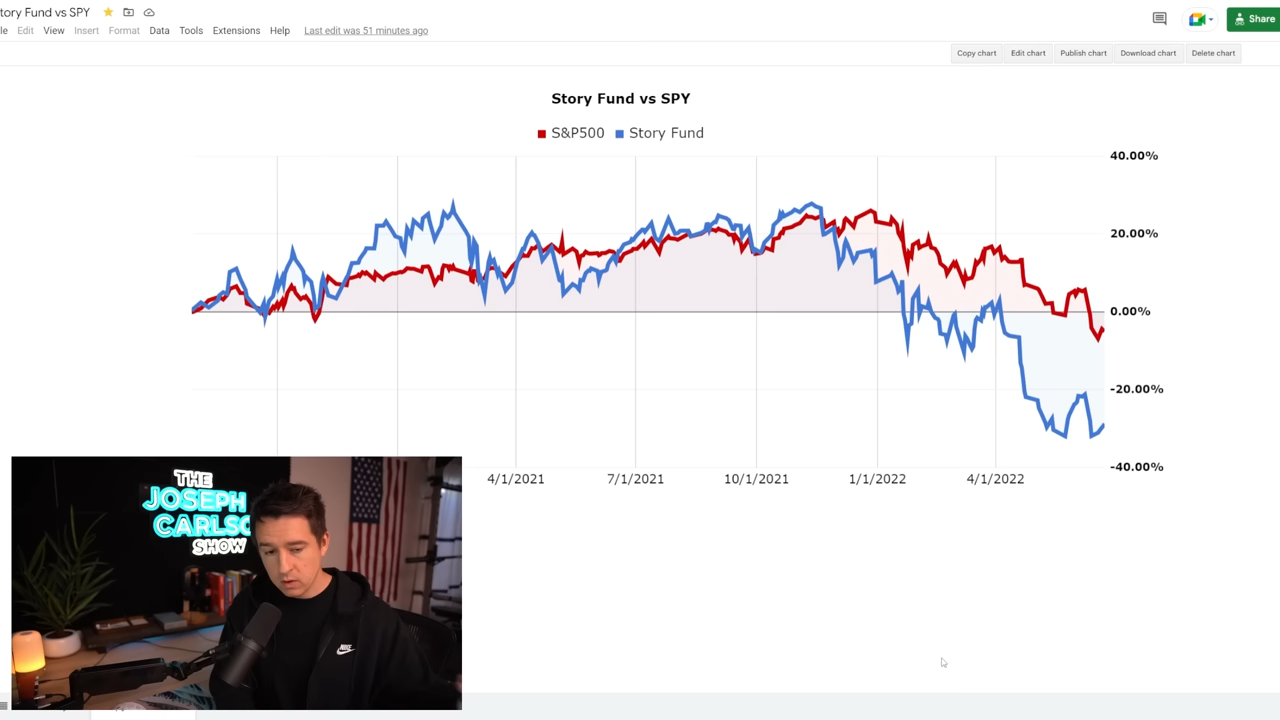 tory Fund vs SPY
le Edit View Insert Format Data Tools Extensions Help Last edit was 51 minutes ago
Share
Copy chart Edit chart Publish chart Download chart Delete chart
Story Fund vs SPY
S&P500 Story Fund
40.00%
20.00%
0.00%
-20.00%
-40.00%
4/1/2021 7/1/2021 10/1/2021 1/1/2022 4/1/2022
THE
JOSEPH
CARLSO
SHOW
NIKE